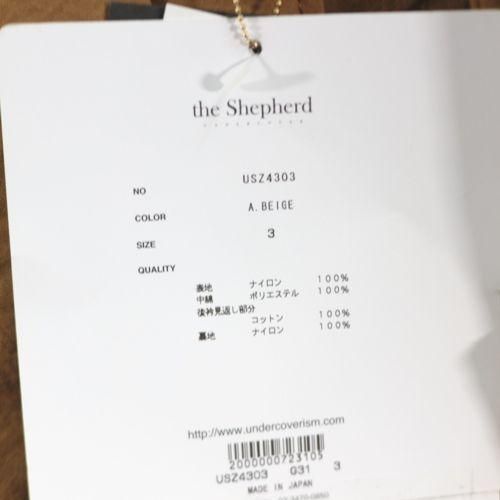 the Shepherd
UNDERCOVER
NO USZ4303
COLOR A. BEIGE
SIZE 3
QUALITY
表地 ナイロン 100%
中綿 ポリエステル 100%
後衿見返し部分
コットン 100%
裏地 ナイロン 100%
http://www.undercoverism.com
2000000723105
USZ4303 G31 3
MADE IN JAPAN